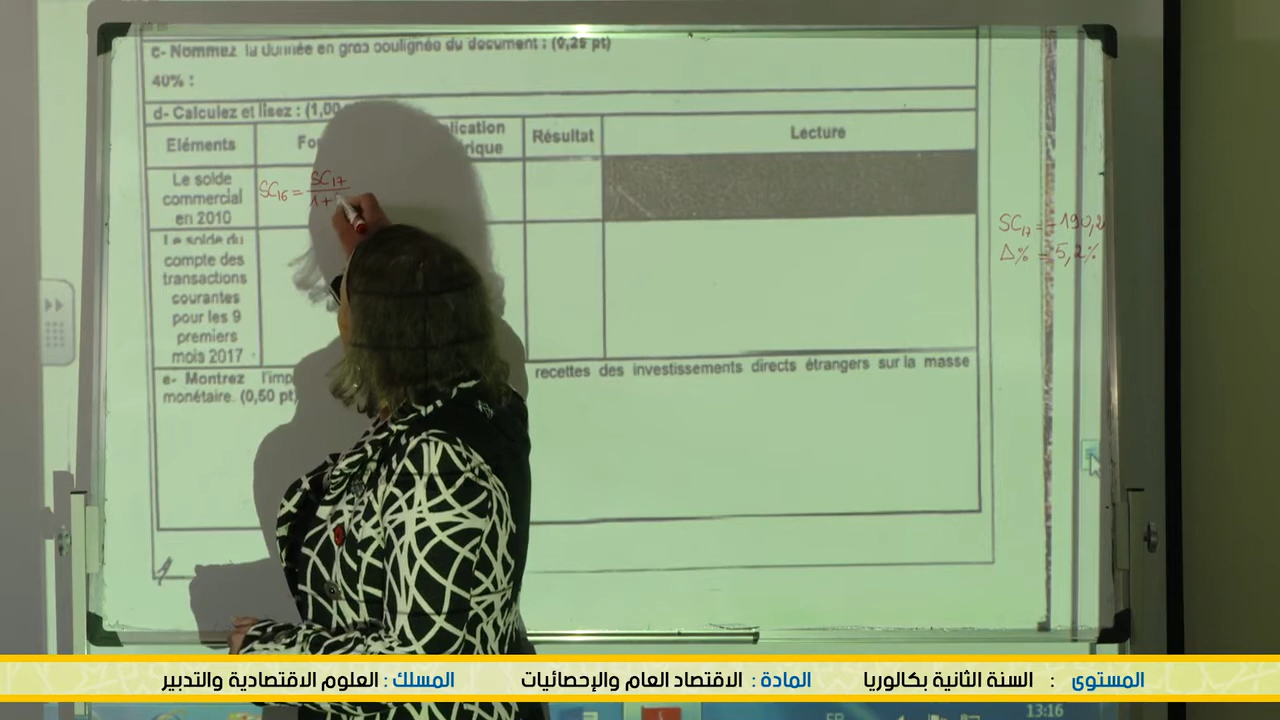 c- Nommez la donnée en gras soulignée du document : (0,25 pt)
40% :
d- Calculez et lisez : (1,00
Eléments
lication
rique
Résultat
Lecture
Le solde
commercial
en 2010
SC16 = SC17
1+
SC17 = -190,2
Δ% = 5,2%
Le solde du
compte des
transactions
courantes
pour les 9
premiers
mois 2017
e- Montrez l'imp recettes des investissements directs étrangers sur la masse
monétaire. (0,50 pt)
المستوى : السنة الثانية بكالوريا المادة : الاقتصاد العام والإحصائيات المسلك : العلوم الاقتصادية والتدبير
FR
13:16